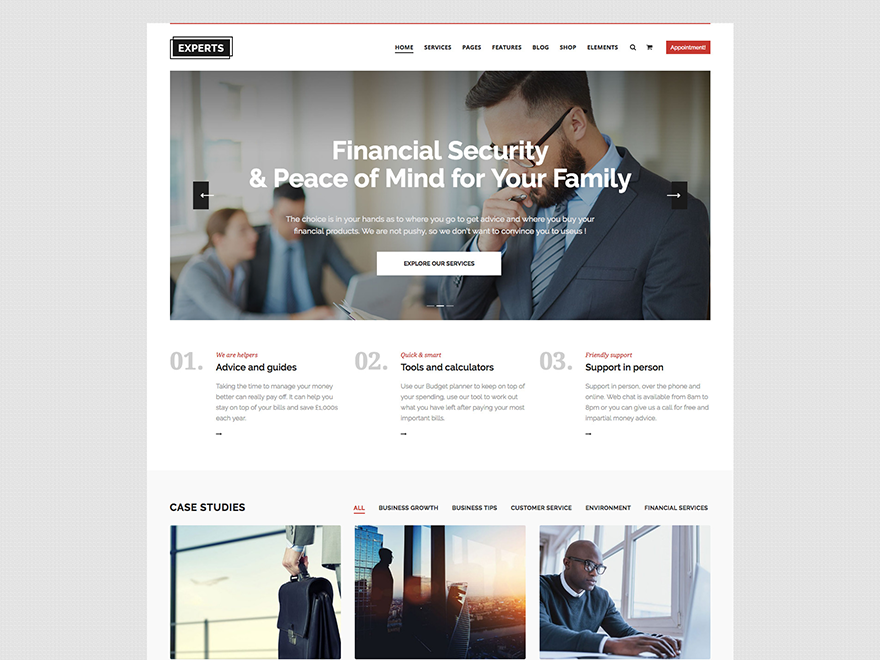 EXPERTS
HOME SERVICES PAGES FEATURES BLOG SHOP ELEMENTS Appointment!
Financial Security
& Peace of Mind for Your Family
The choice is in your hands as to where you go to get advice and where you buy your
financial products. We are not pushy, so we don't want to convince you to useus !
EXPLORE OUR SERVICES
01.
We are helpers
Advice and guides
Taking the time to manage your money
better can really pay off. It can help you
stay on top of your bills and save £1,000s
each year.
02.
Quick & smart
Tools and calculators
Use our Budget planner to keep on top of
your spending, use our tool to work out
what you have left after paying your most
important bills.
03.
Friendly support
Support in person
Support in person, over the phone and
online. Web chat is available from 8am to
8pm or you can give us a call for free and
impartial money advice.
CASE STUDIES
ALL BUSINESS GROWTH BUSINESS TIPS CUSTOMER SERVICE ENVIRONMENT FINANCIAL SERVICES